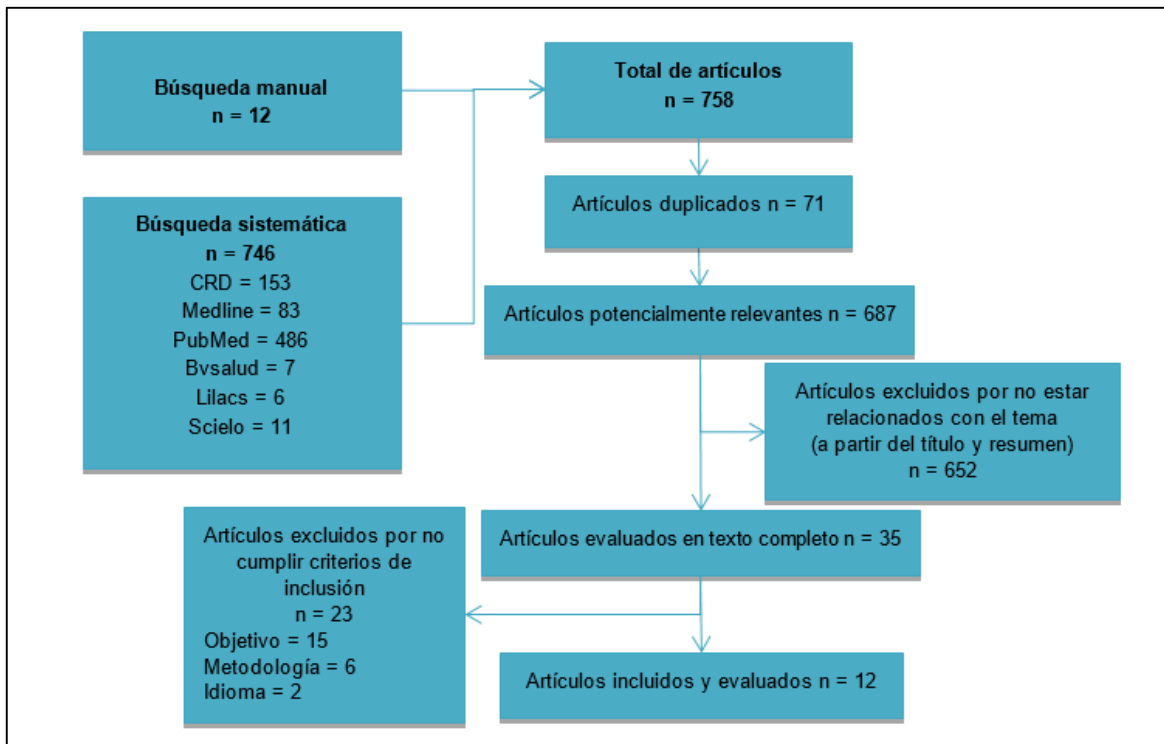 Búsqueda manual
n = 12
Total de artículos
n = 758
Búsqueda sistemática
n = 746
CRD = 153
Medline = 83
PubMed = 486
Bvsalud = 7
Lilacs = 6
Scielo = 11
Artículos duplicados n = 71
Artículos potencialmente relevantes n = 687
Artículos excluidos por no estar
relacionados con el tema
(a partir del título y resumen)
n = 652
Artículos evaluados en texto completo n = 35
Artículos excluidos por no
cumplir criterios de
inclusión
n = 23
Objetivo = 15
Metodología = 6
Idioma = 2
Artículos incluidos y evaluados n = 12